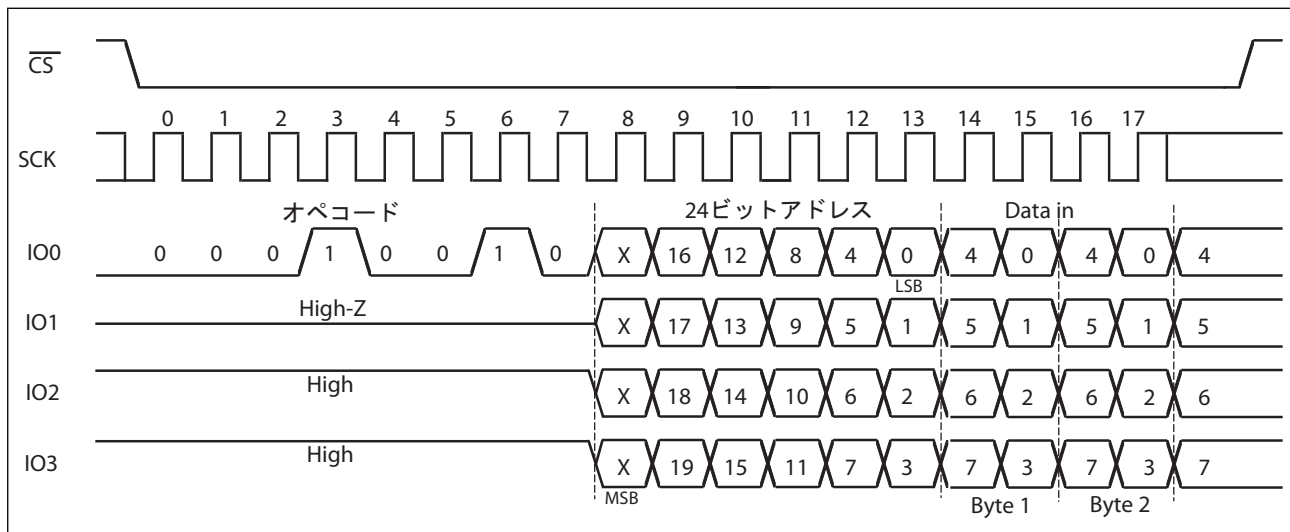 CS
0 1 2 3 4 5 6 7 8 9 10 11 12 13 14 15 16 17
SCK
オペコード 24ビットアドレス Data in
IO0 0 0 0 1 0 0 1 0 X 16 12 8 4 0 4 0 4 0 4
LSB
IO1 High-Z X 17 13 9 5 1 5 1 5 1 5
IO2 High X 18 14 10 6 2 6 2 6 2 6
IO3 High X 19 15 11 7 3 7 3 7 3 7
MSB Byte 1 Byte 2